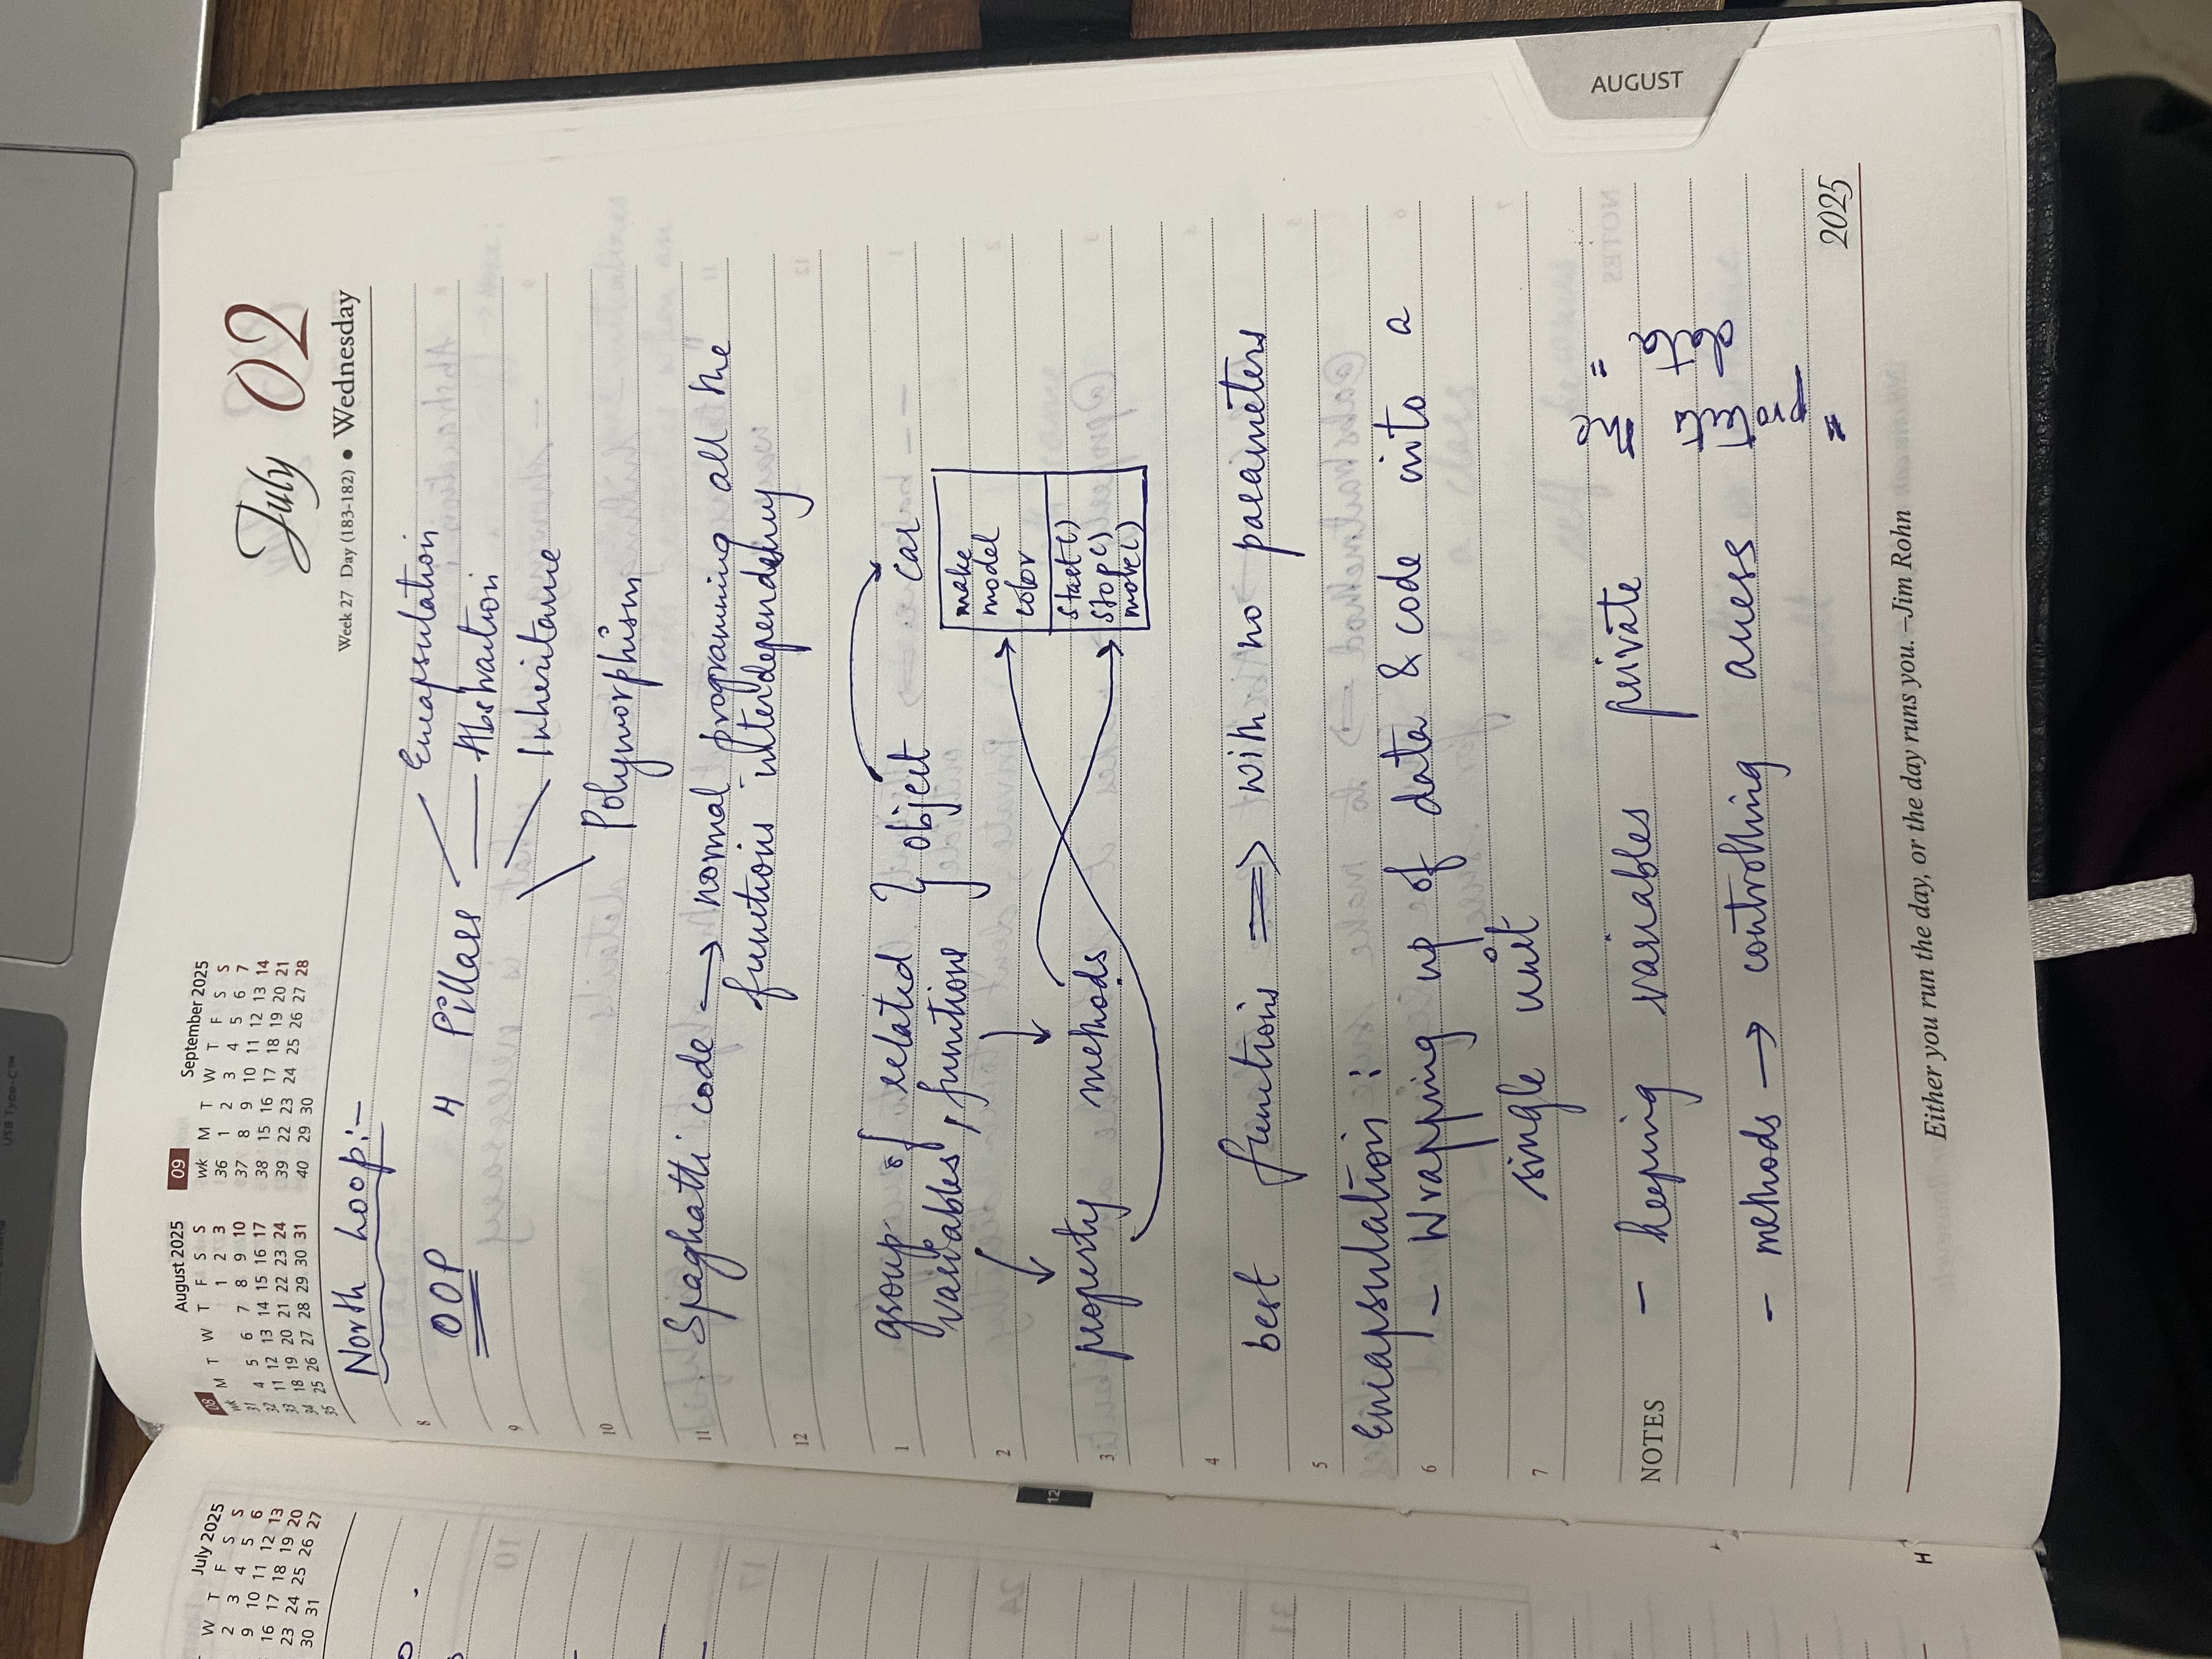 USB Type-C™
July 2025
W T F S S
2 3 4 5 6
9 10 11 12 13
16 17 18 19 20
23 24 25 26 27
30 31
08 August 2025
wk M T W T F S S
31 1 2 3
32 4 5 6 7 8 9 10
33 11 12 13 14 15 16 17
34 18 19 20 21 22 23 24
35 25 26 27 28 29 30 31
09 September 2025
wk M T W T F S S
36 1 2 3 4 5 6 7
37 8 9 10 11 12 13 14
38 15 16 17 18 19 20 21
39 22 23 24 25 26 27 28
40 29 30
July 02
Week 27 Day (183-182) • Wednesday
North Loop:-
8
OOP 4 Pillars
Encapsulation
Abstraction
9
Inheritance
10
Polymorphism
11 Spaghatti code → normal programming all the
functions interdependency
12
1 group of related } object car
variables, functions
make
model
color
2
3 property methods
start()
stop()
move()
4
best functions ⇒ with no parameters
5
Encapsulation :
6 - Wrapping up of data & code into a
7 single unit
NOTES - keeping variables private
- methods → controlling access
"protects the
data"
12
AUGUST
H
2025
Either you run the day, or the day runs you. –Jim Rohn